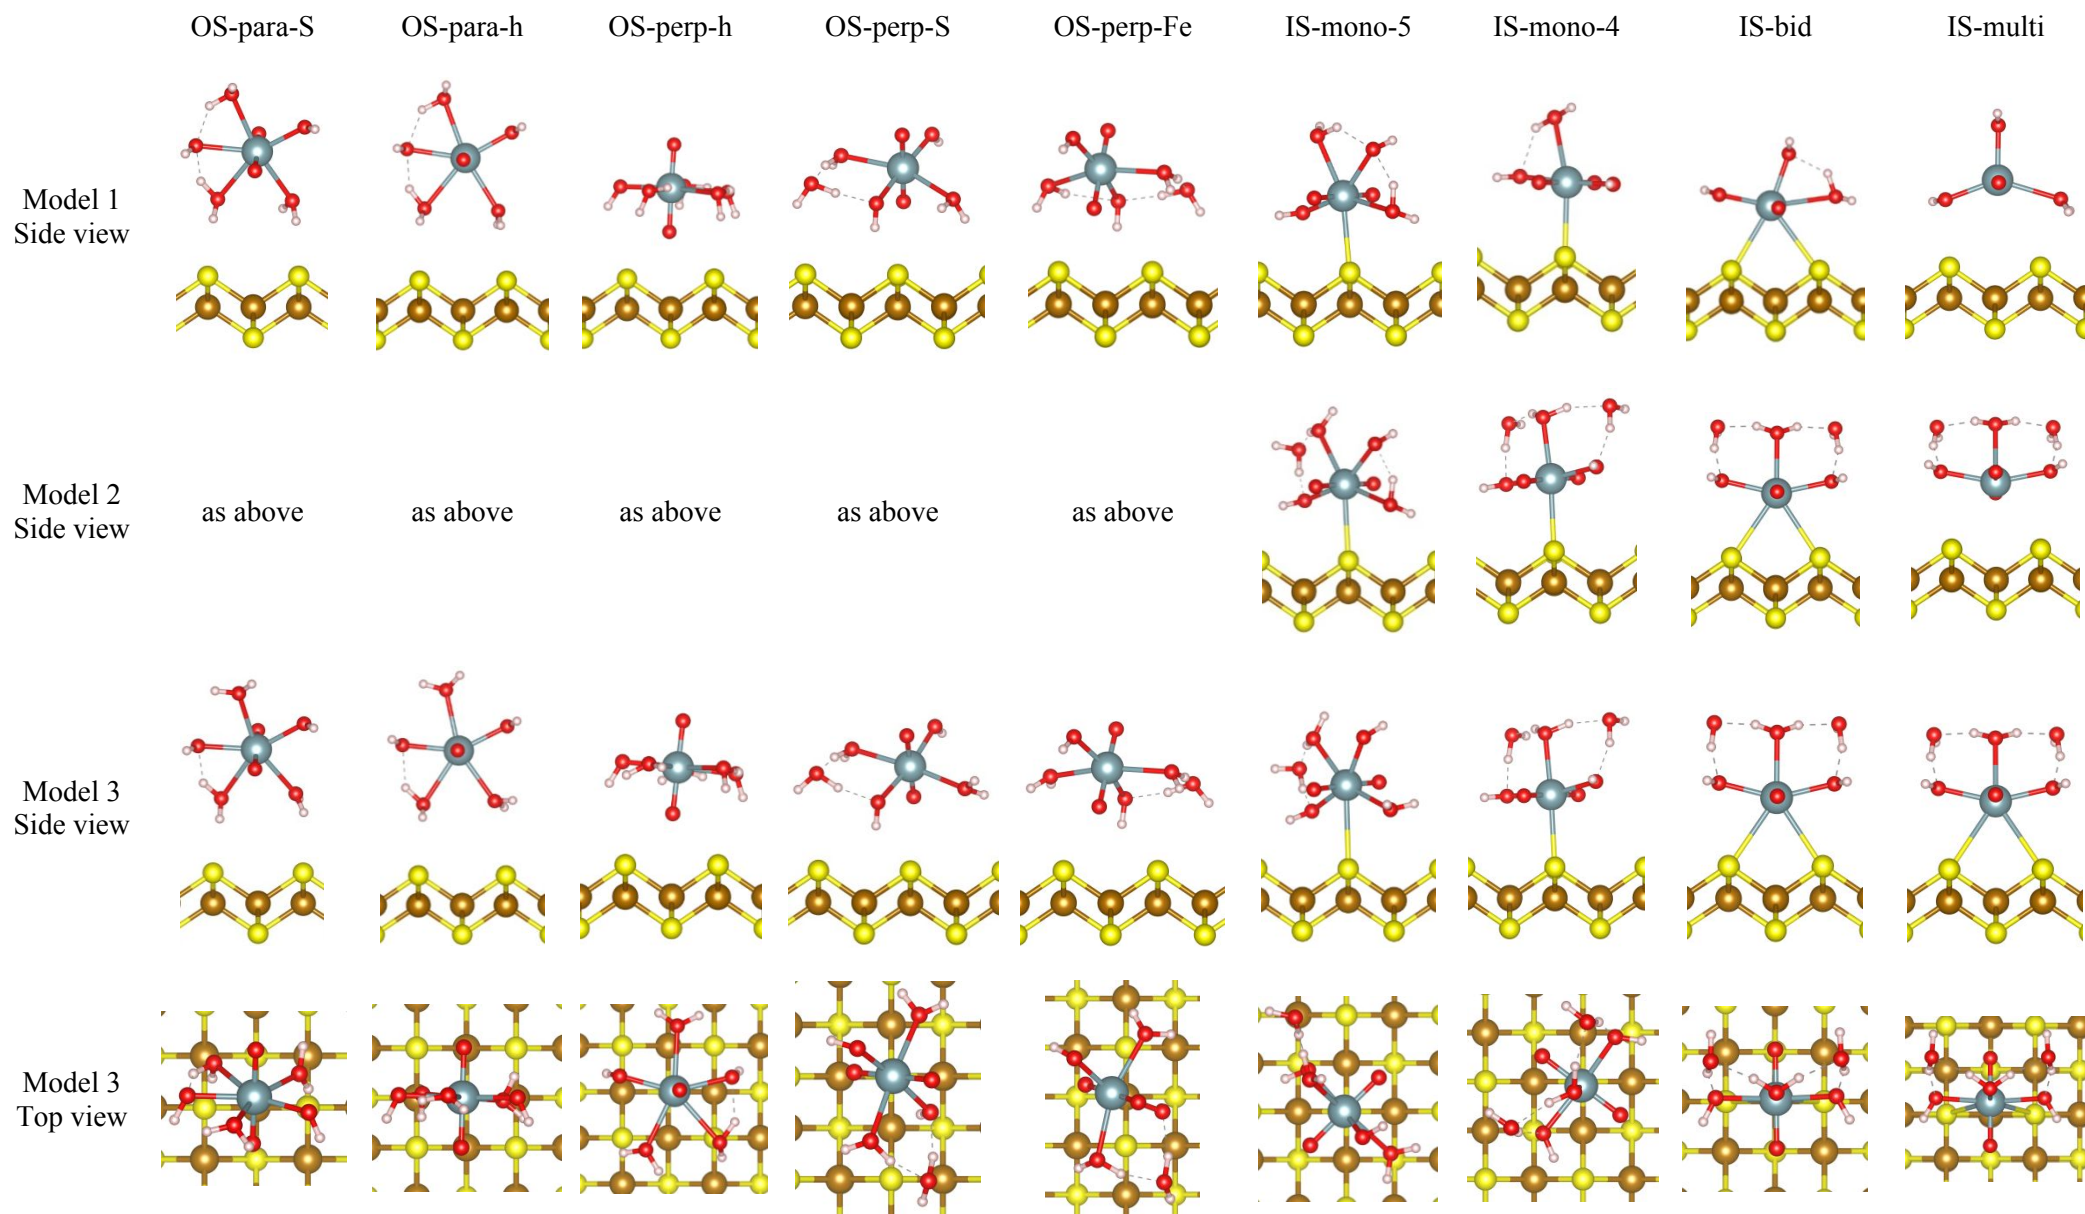 OS-para-S OS-para-h OS-perp-h OS-perp-S OS-perp-Fe IS-mono-5 IS-mono-4 IS-bid IS-multi
Model 1
Side view
Model 2
Side view
as above as above as above as above as above
Model 3
Side view
Model 3
Top view